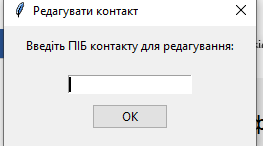 Редагувати контакт
Введіть ПІБ контакту для редагування:
OK